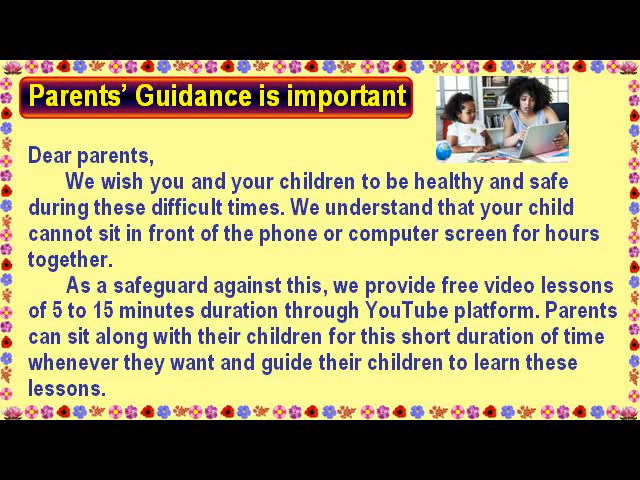 Parents’ Guidance is important
Dear parents,
We wish you and your children to be healthy and safe
during these difficult times. We understand that your child
cannot sit in front of the phone or computer screen for hours
together.
As a safeguard against this, we provide free video lessons
of 5 to 15 minutes duration through YouTube platform. Parents
can sit along with their children for this short duration of time
whenever they want and guide their children to learn these
lessons.